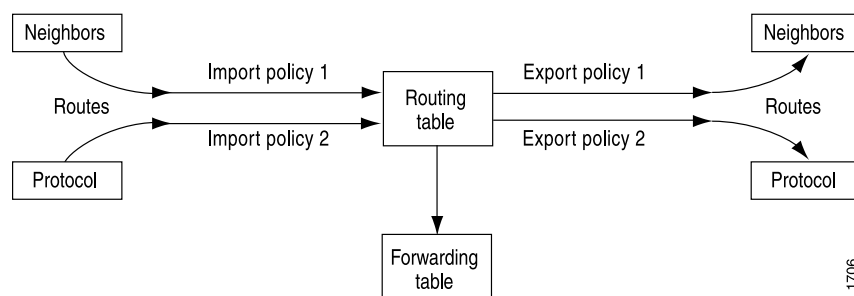 Neighbors
Neighbors
Import policy 1
Export policy 1
Routes
Routing
table
Routes
Import policy 2
Export policy 2
Protocol
Protocol
Forwarding
table
1706